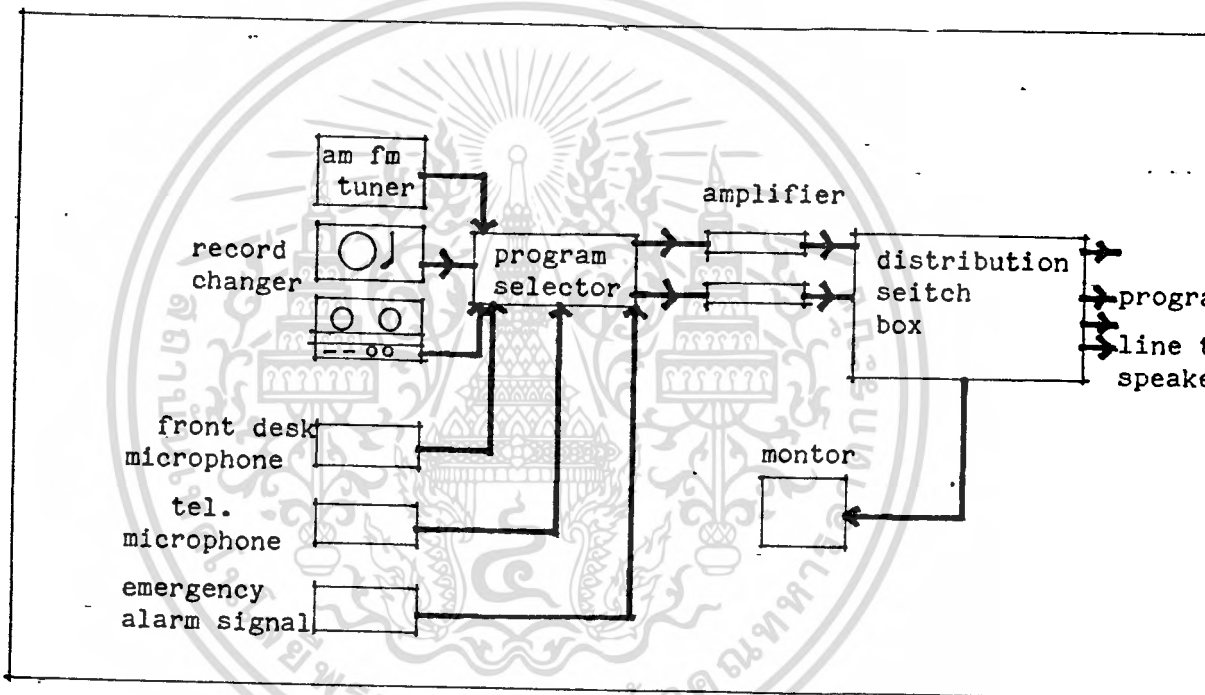 am fm
tuner
amplifier
record
changer
program
selector
distribution
seitch
box
progra
line t
speake
front desk
microphone
montor
tel.
microphone
emergency
alarm signal